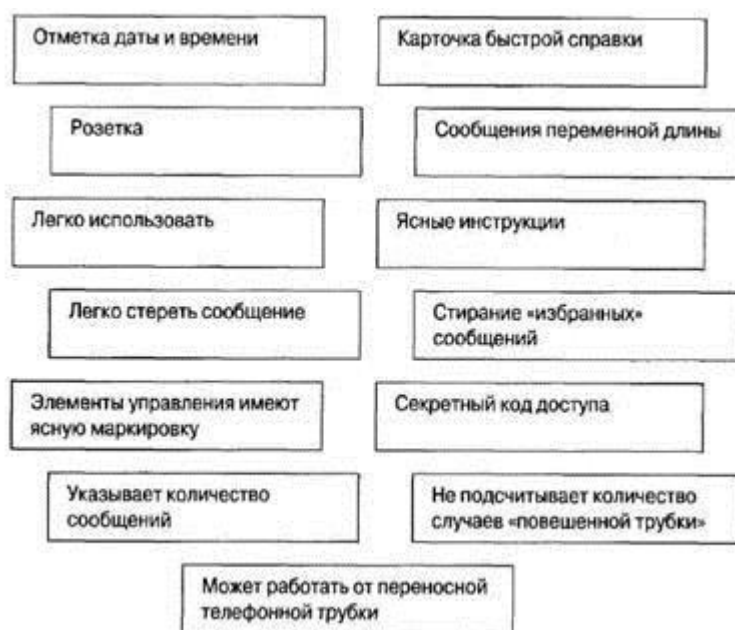 Отметка даты и времени
Карточка быстрой справки
Розетка
Сообщения переменной длины
Легко использовать
Ясные инструкции
Легко стереть сообщение
Стирание «избранных»
сообщений
Элементы управления имеют
ясную маркировку
Секретный код доступа
Указывает количество
сообщений
Не подсчитывает количество
случаев «повешенной трубки»
Может работать от переносной
телефонной трубки